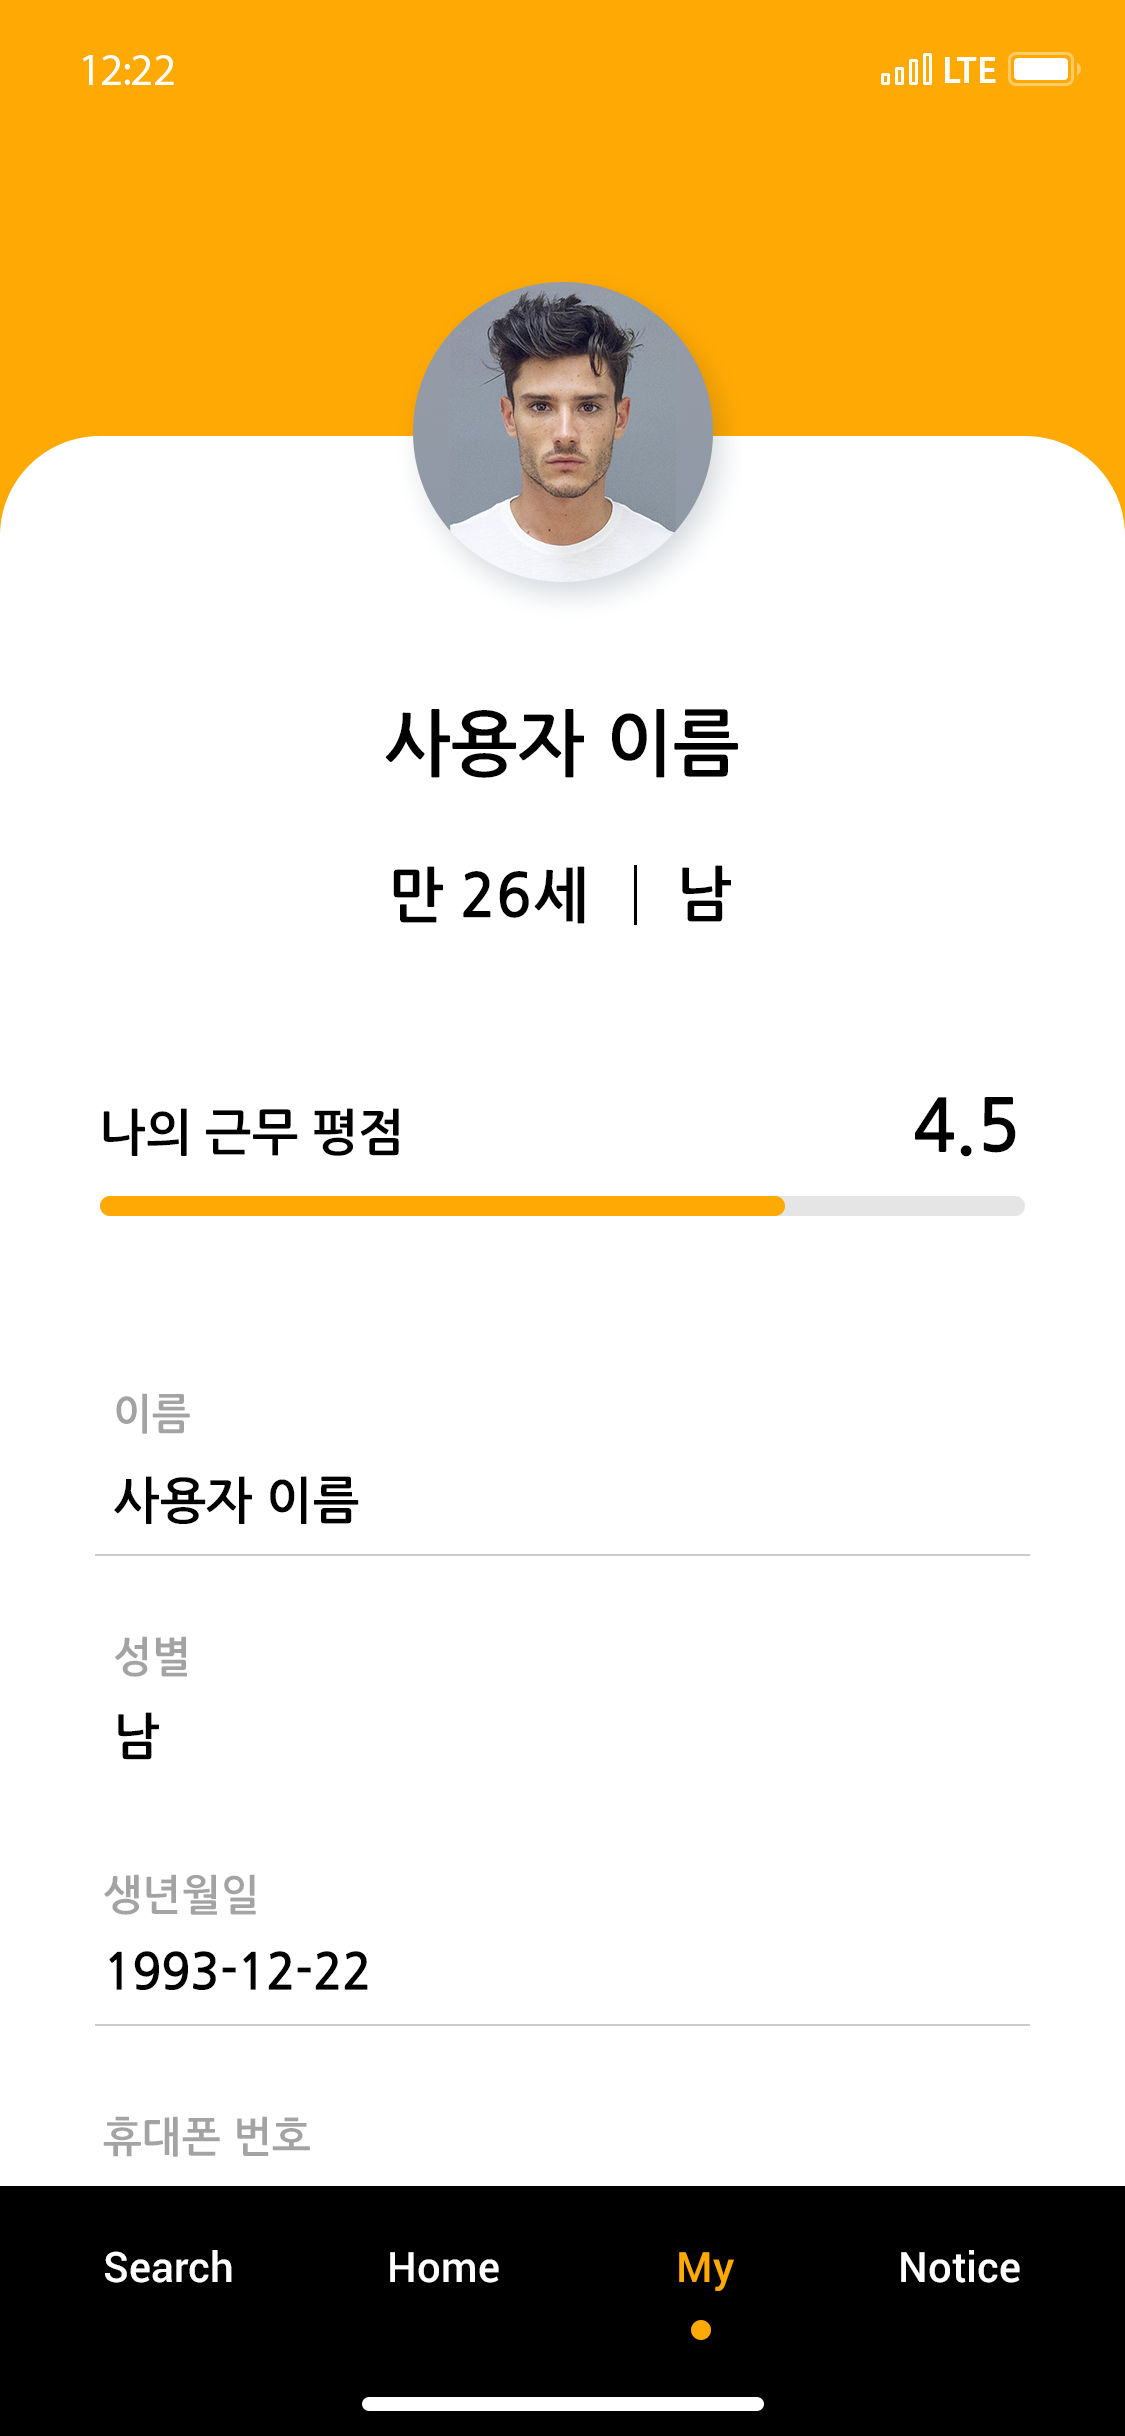 12:22 LTE
사용자 이름
만 26세 | 남
나의 근무 평점 4.5
이름
사용자 이름
성별
남
생년월일
1993-12-22
휴대폰 번호
Search Home My Notice